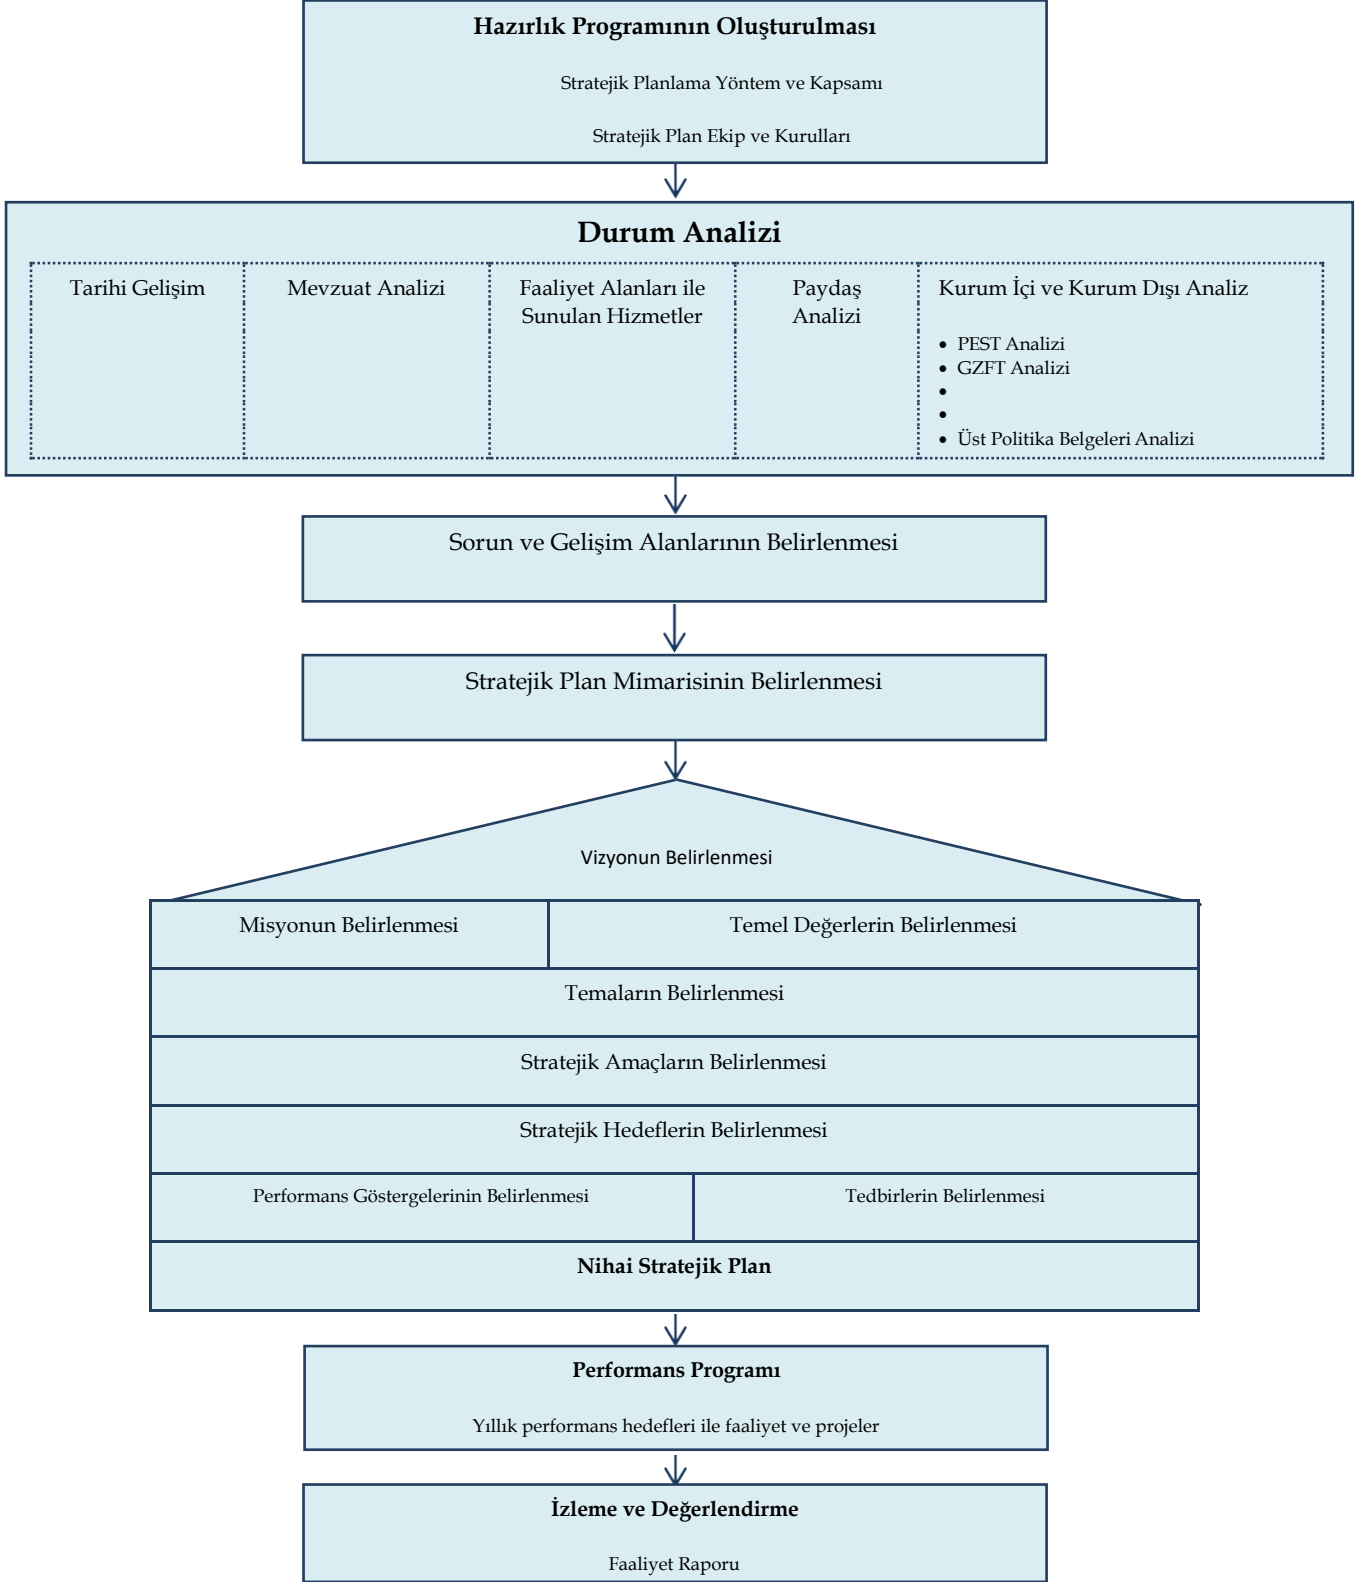 Hazırlık Programının Oluşturulması
Stratejik Planlama Yöntem ve Kapsamı
Stratejik Plan Ekip ve Kurulları
Durum Analizi
Tarihi Gelişim
Mevzuat Analizi
Faaliyet Alanları ile
Sunulan Hizmetler
Paydaş
Analizi
Kurum İçi ve Kurum Dışı Analiz
• PEST Analizi
• GZFT Analizi
•
•
• Üst Politika Belgeleri Analizi
Sorun ve Gelişim Alanlarının Belirlenmesi
Stratejik Plan Mimarisinin Belirlenmesi
Vizyonun Belirlenmesi
Misyonun Belirlenmesi
Temel Değerlerin Belirlenmesi
Temaların Belirlenmesi
Stratejik Amaçların Belirlenmesi
Stratejik Hedeflerin Belirlenmesi
Performans Göstergelerinin Belirlenmesi
Tedbirlerin Belirlenmesi
Nihai Stratejik Plan
Performans Programı
Yıllık performans hedefleri ile faaliyet ve projeler
İzleme ve Değerlendirme
Faaliyet Raporu